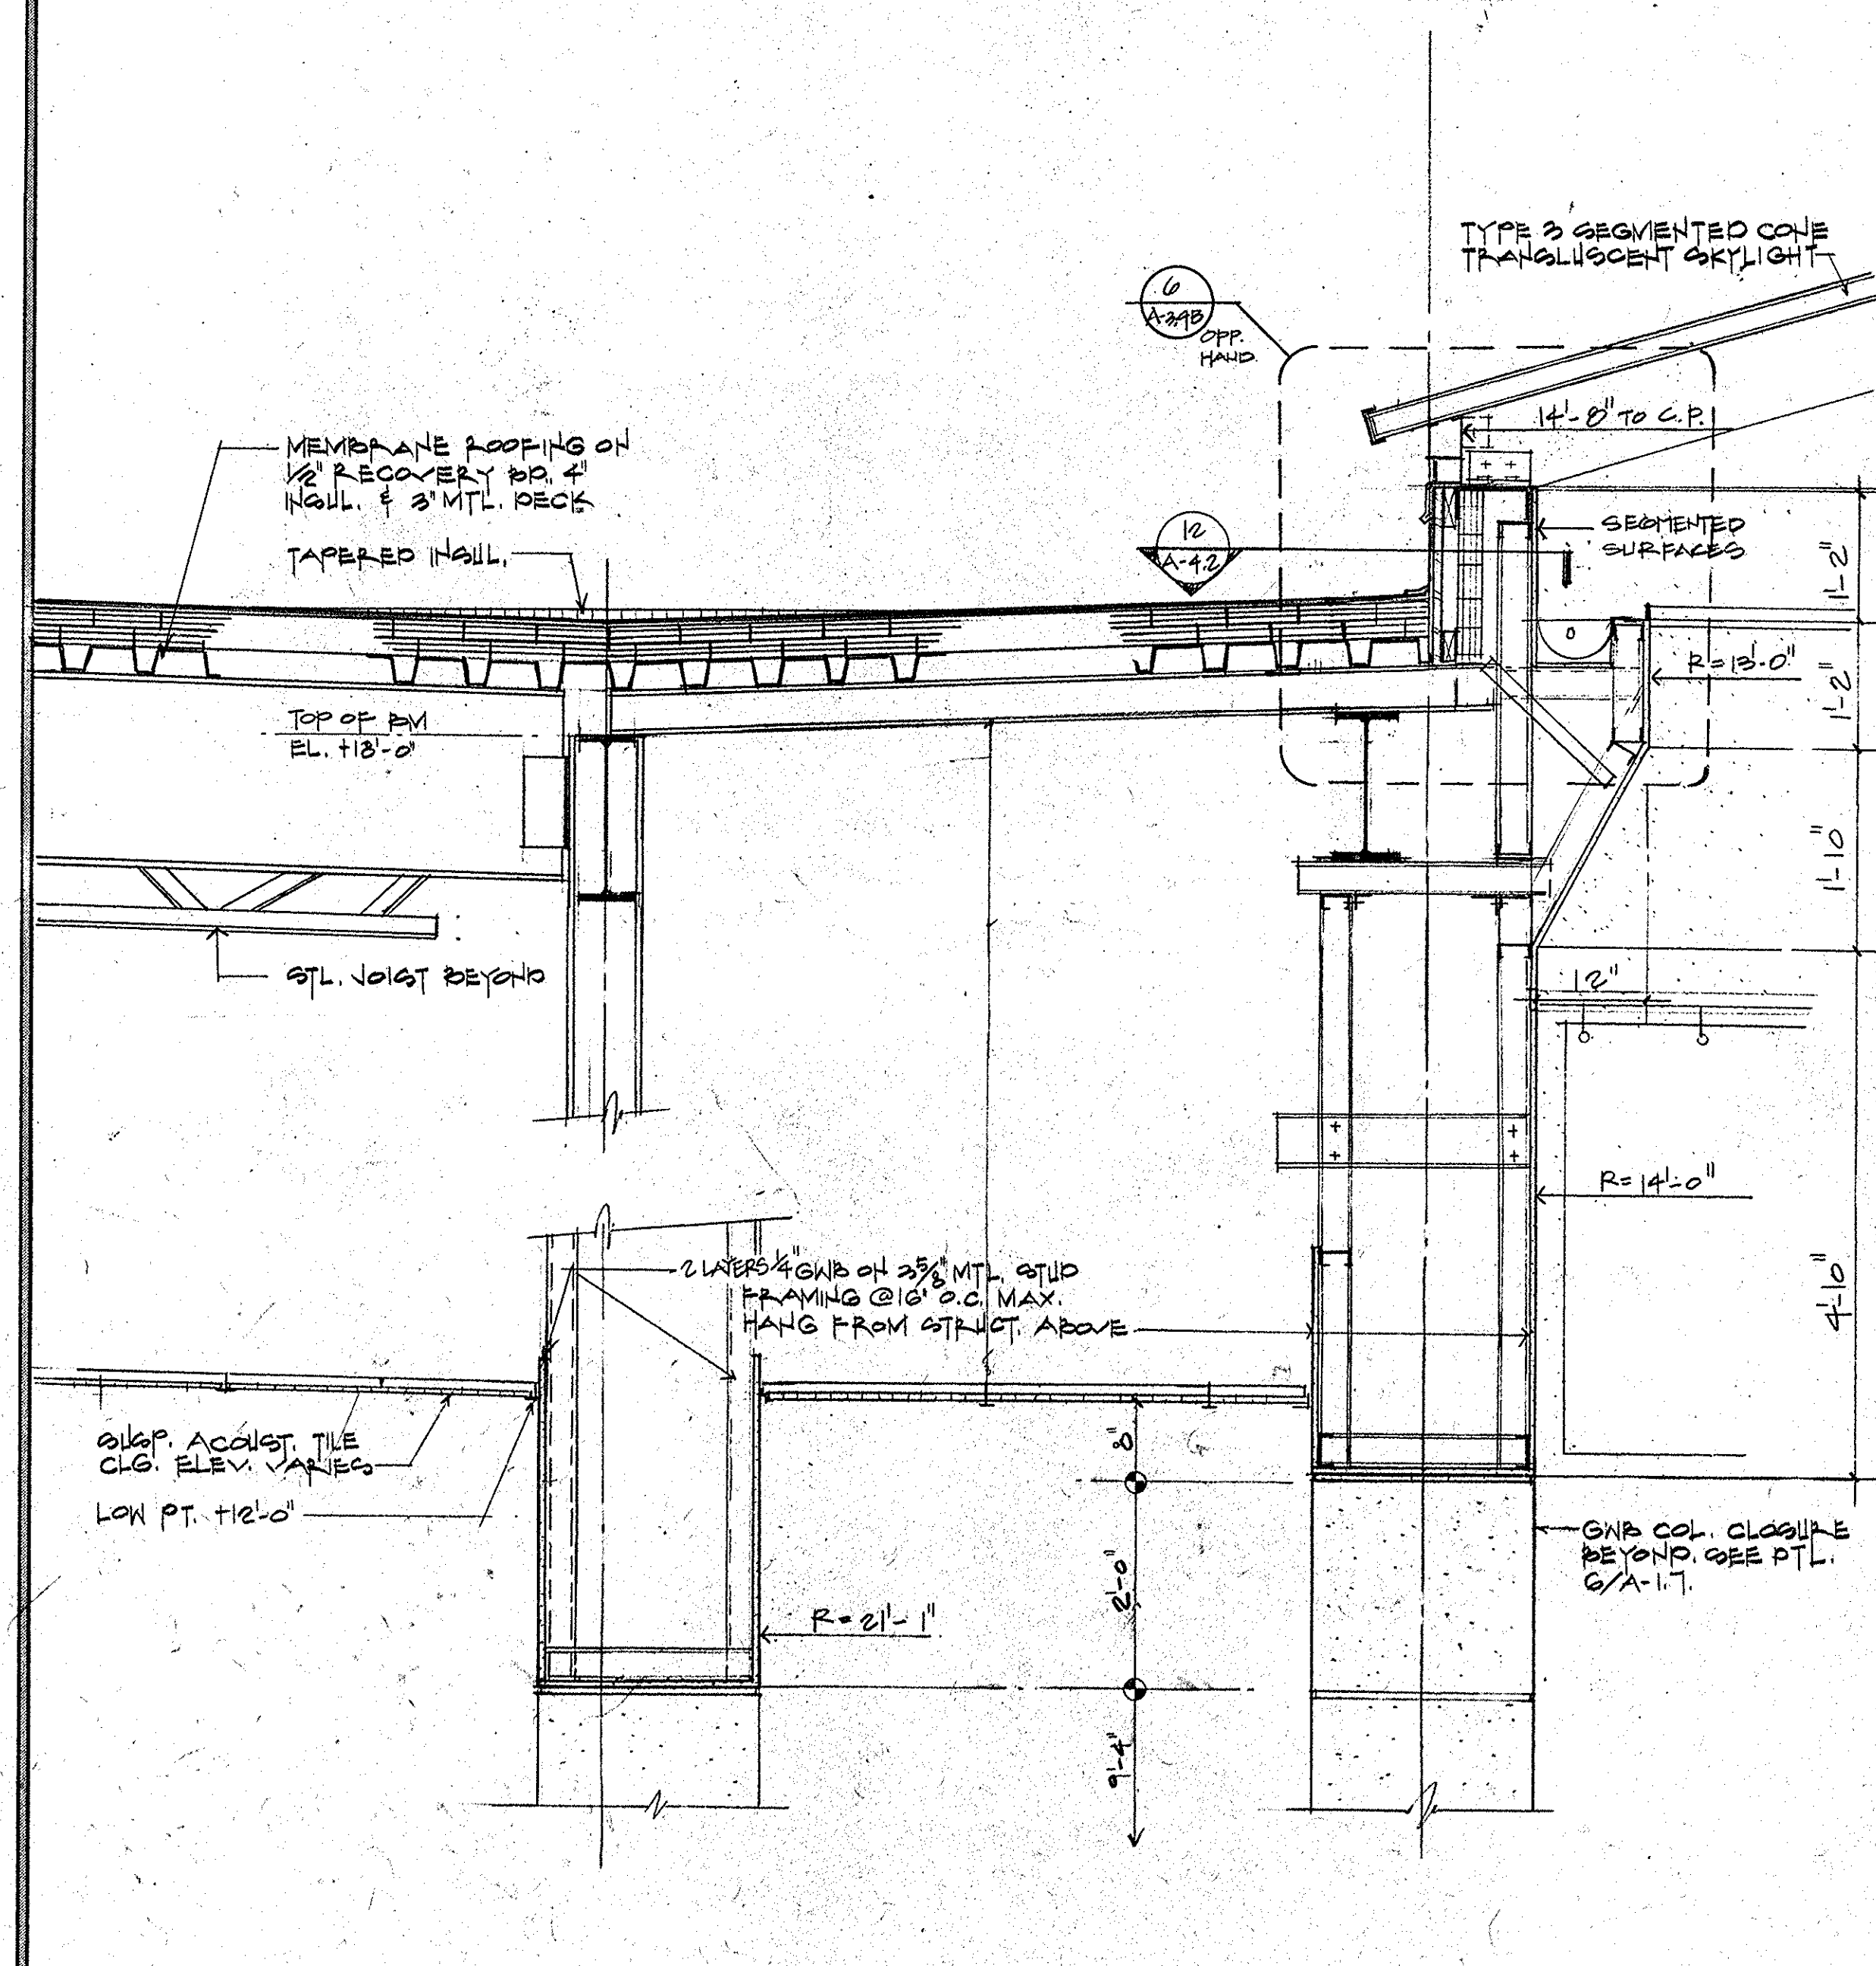 TYPE 3 SEGMENTED CONE
TRANSLUSCENT SKYLIGHT
6
OPP.
HAND
14'-8" TO C.P.
MEMBRANE ROOFING ON
1/2" RECOVERY BD. 4"
INSUL. & 3" MTL. DECK
TAPERED INSUL.
12
A-4.2
SEGMENTED
SURFACES
1'-2"
R=13'-0"
1'-2"
TOP OF BM
EL. +13'-0"
1'-10"
STL. JOIST BEYOND
12"
R=14'-0"
2 LAYERS 1/4" GWB ON 3 5/8" MTL. STUD
FRAMING @16" O.C. MAX.
HANG FROM STRUCT. ABOVE
4'-10"
SUSP. ACOUST. TILE
CLG. ELEV. VARIES
8"
LOW PT. +12'-0"
GWB COL. CLOSURE
BEYOND. SEE DTL.
6/A-1.7.
2'-0"
R=21'-1"
9'-4"